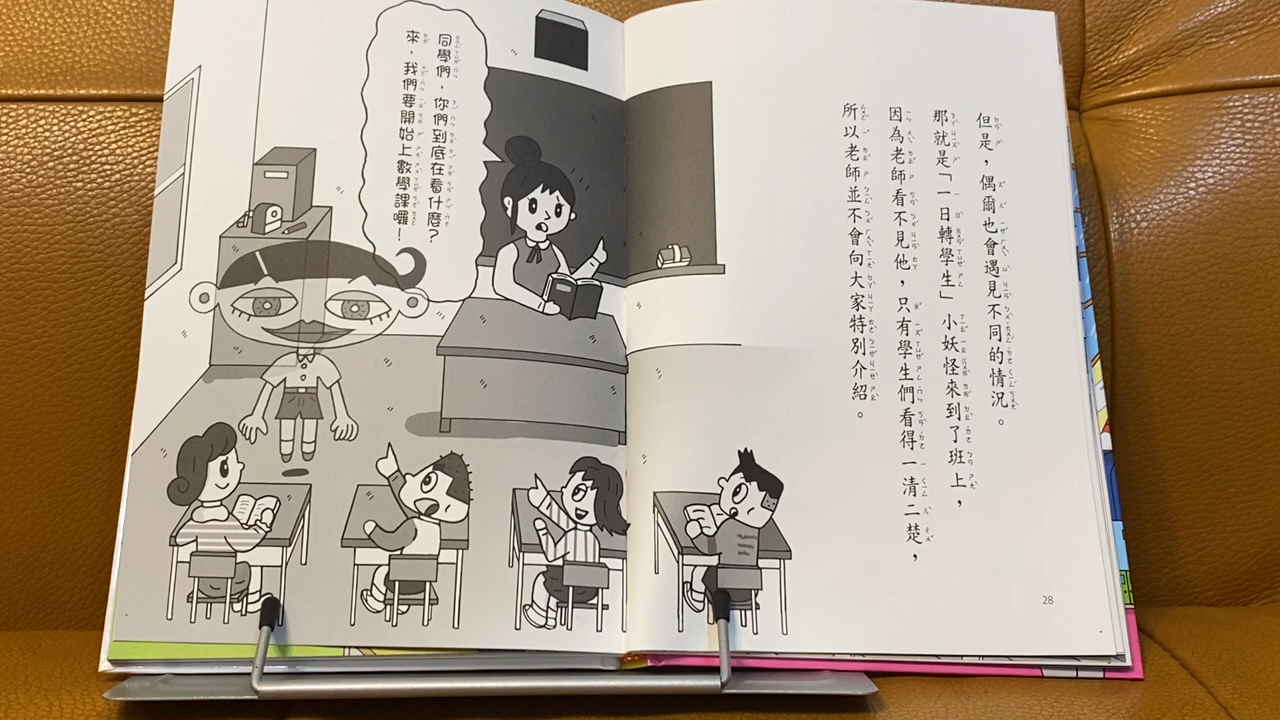 但是，偶爾也會遇見不同的情況。
那就是「一日轉學生」小妖怪來到了班上，
因為老師看不見他，只有學生們看得一清二楚，
所以老師並不會向大家特別介紹。
28
同學們，你們到底在看什麼？
來，我們要開始上數學課囉！